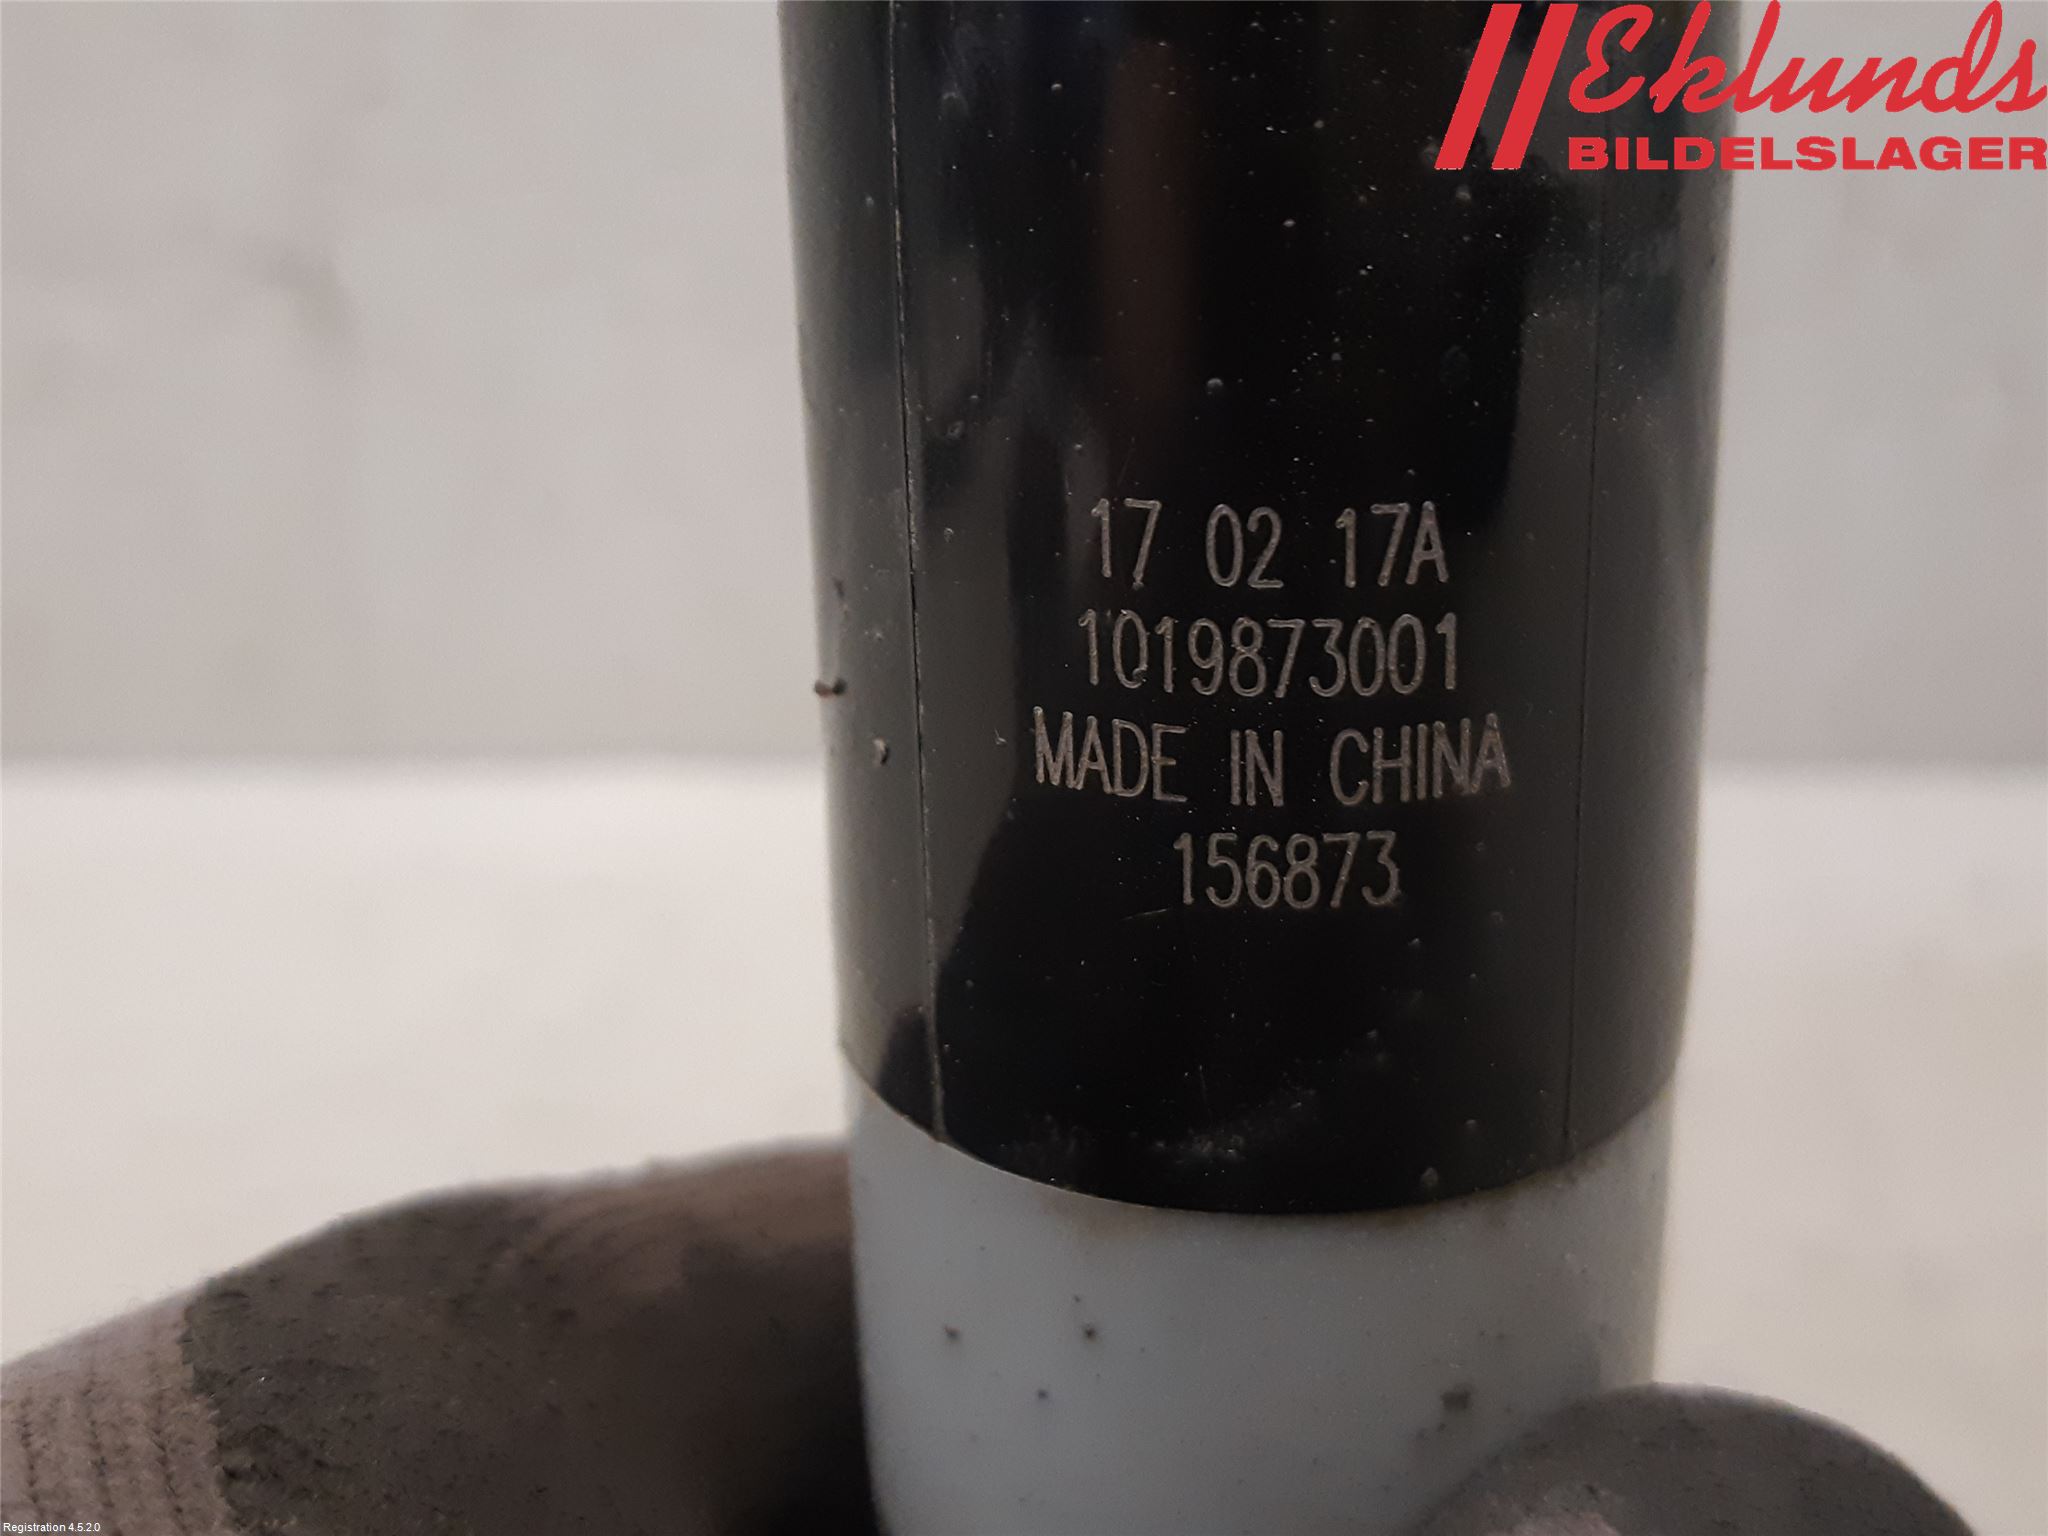 Eklunds
BILDELSLAGER
17 02 17A
1019873001
MADE IN CHINA
156873
Registration 4.5.2.0